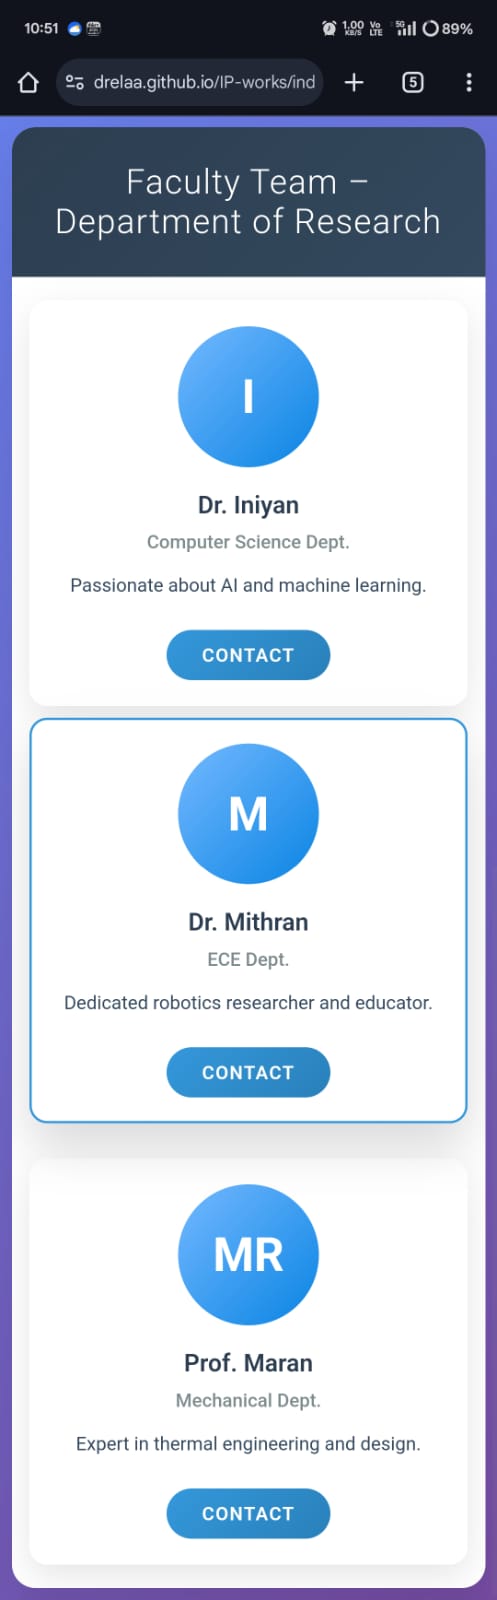 10:51 1.00 KB/S Vo LTE 5G 89%
drelaa.github.io/IP-works/ind 5
Faculty Team –
Department of Research
I
Dr. Iniyan
Computer Science Dept.
Passionate about AI and machine learning.
CONTACT
M
Dr. Mithran
ECE Dept.
Dedicated robotics researcher and educator.
CONTACT
MR
Prof. Maran
Mechanical Dept.
Expert in thermal engineering and design.
CONTACT